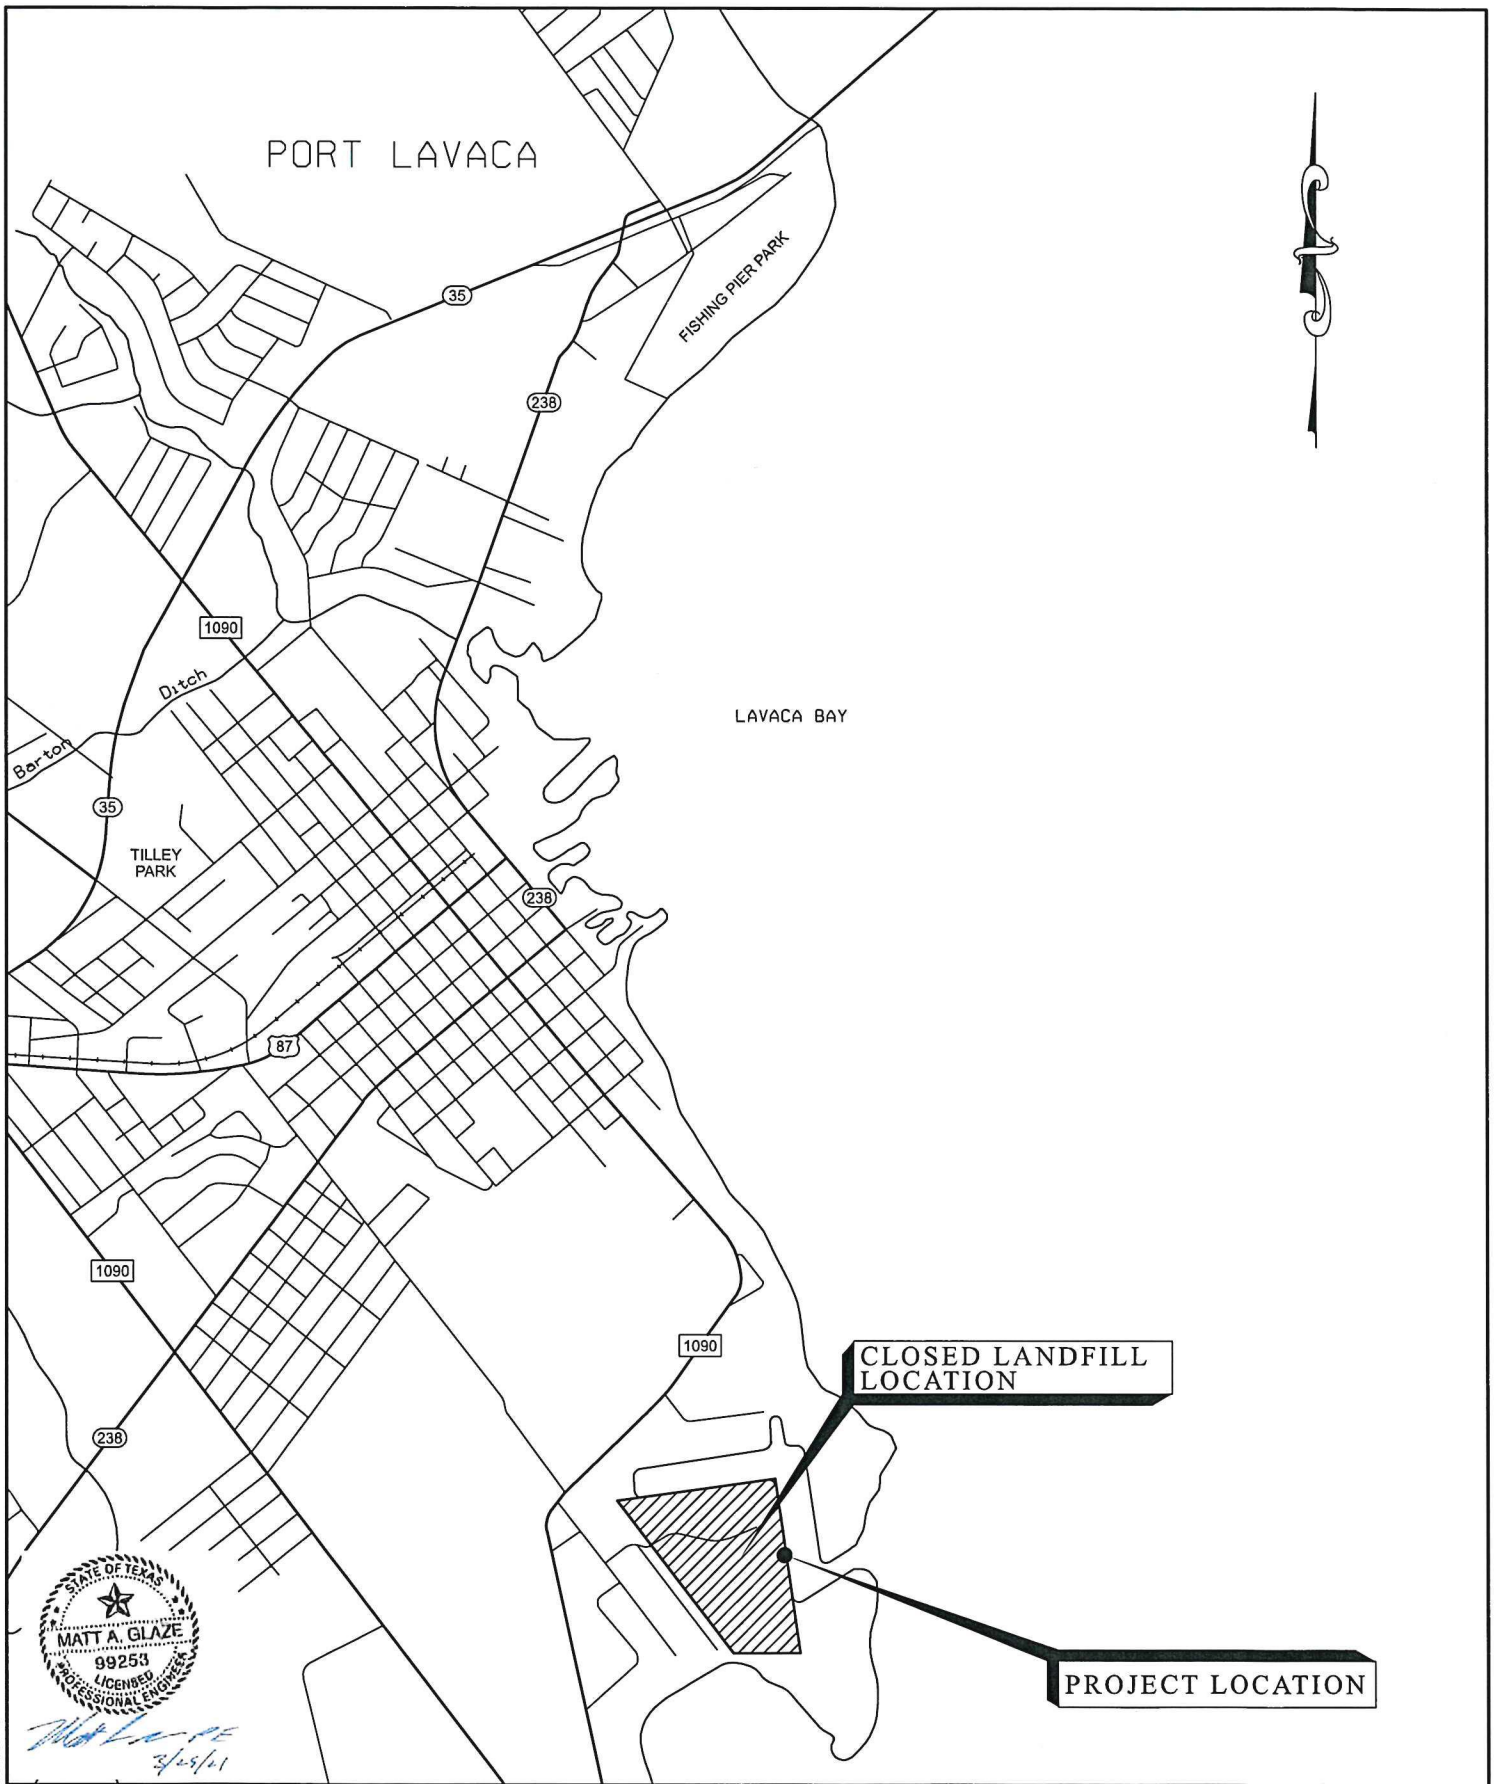 PORT LAVACA
FISHING PIER PARK
35
238
1090
Ditch
LAVACA BAY
Barton
35
TILLEY
PARK
238
87
1090
1090
CLOSED LANDFILL
LOCATION
238
STATE OF TEXAS
MATT A. GLAZE
99253
LICENSED
PROFESSIONAL ENGINEER
PROJECT LOCATION
PE
3/25/21